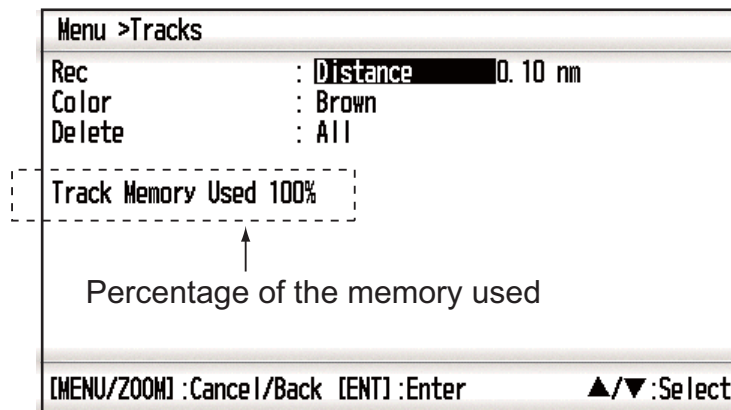 Menu >Tracks
Rec : Distance 0.10 nm
Color : Brown
Delete : All
Track Memory Used 100%
Percentage of the memory used
[MENU/ZOOM]:Cancel/Back [ENT]:Enter ▲/▼:Select